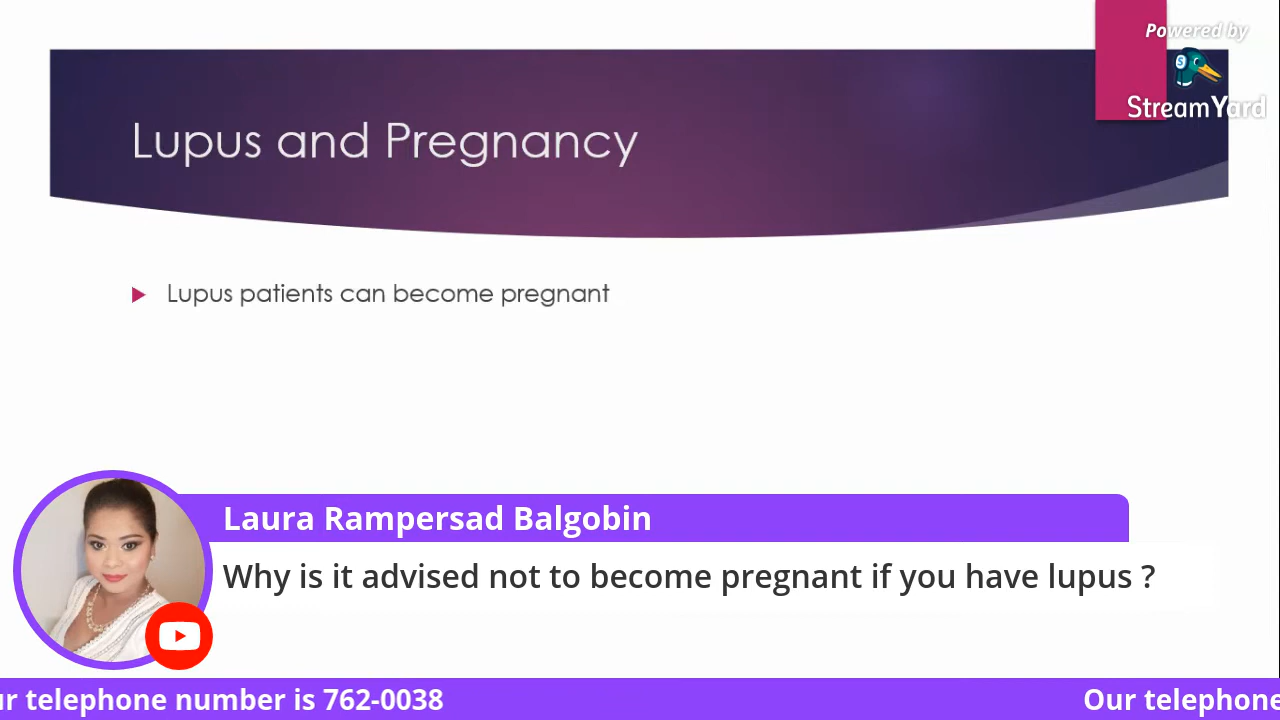 Powered by
StreamYard
Lupus and Pregnancy
Lupus patients can become pregnant
Laura Rampersad Balgobin
Why is it advised not to become pregnant if you have lupus ?
ur telephone number is 762-0038
Our telephone